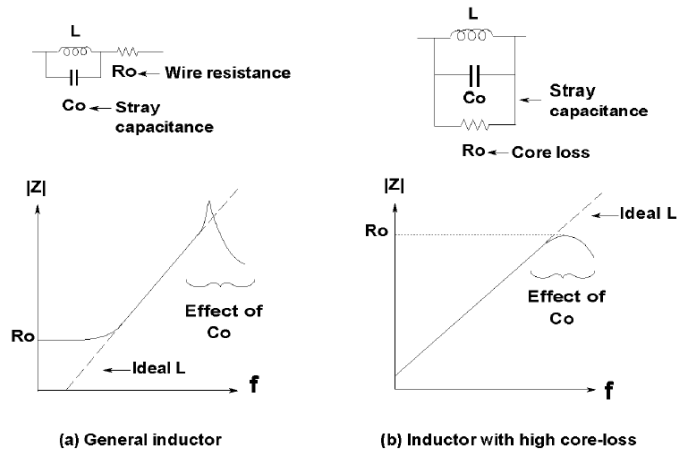 L
Ro
Wire resistance
Co
Stray
capacitance
|Z|
Ro
Effect of
Co
Ideal L
f
(a) General inductor
L
Co
Stray
capacitance
Ro
Core loss
|Z|
Ro
Ideal L
Effect of
Co
f
(b) Inductor with high core-loss